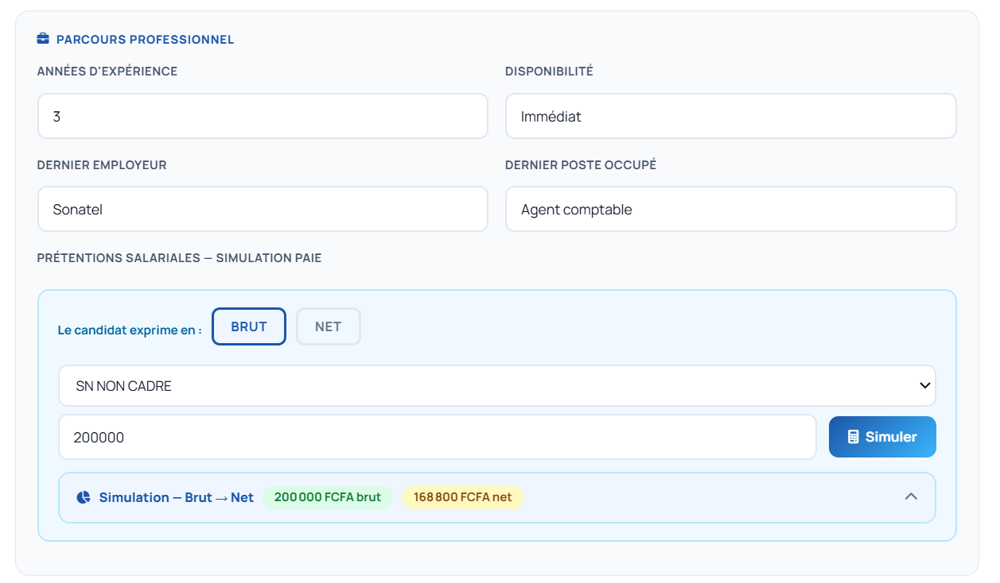 PARCOURS PROFESSIONNEL
ANNÉES D'EXPÉRIENCE
DISPONIBILITÉ
3
Immédiat
DERNIER EMPLOYEUR
DERNIER POSTE OCCUPÉ
Sonatel
Agent comptable
PRÉTENTIONS SALARIALES — SIMULATION PAIE
Le candidat exprime en : BRUT NET
SN NON CADRE
200000 Simuler
Simulation — Brut → Net 200 000 FCFA brut 168 800 FCFA net